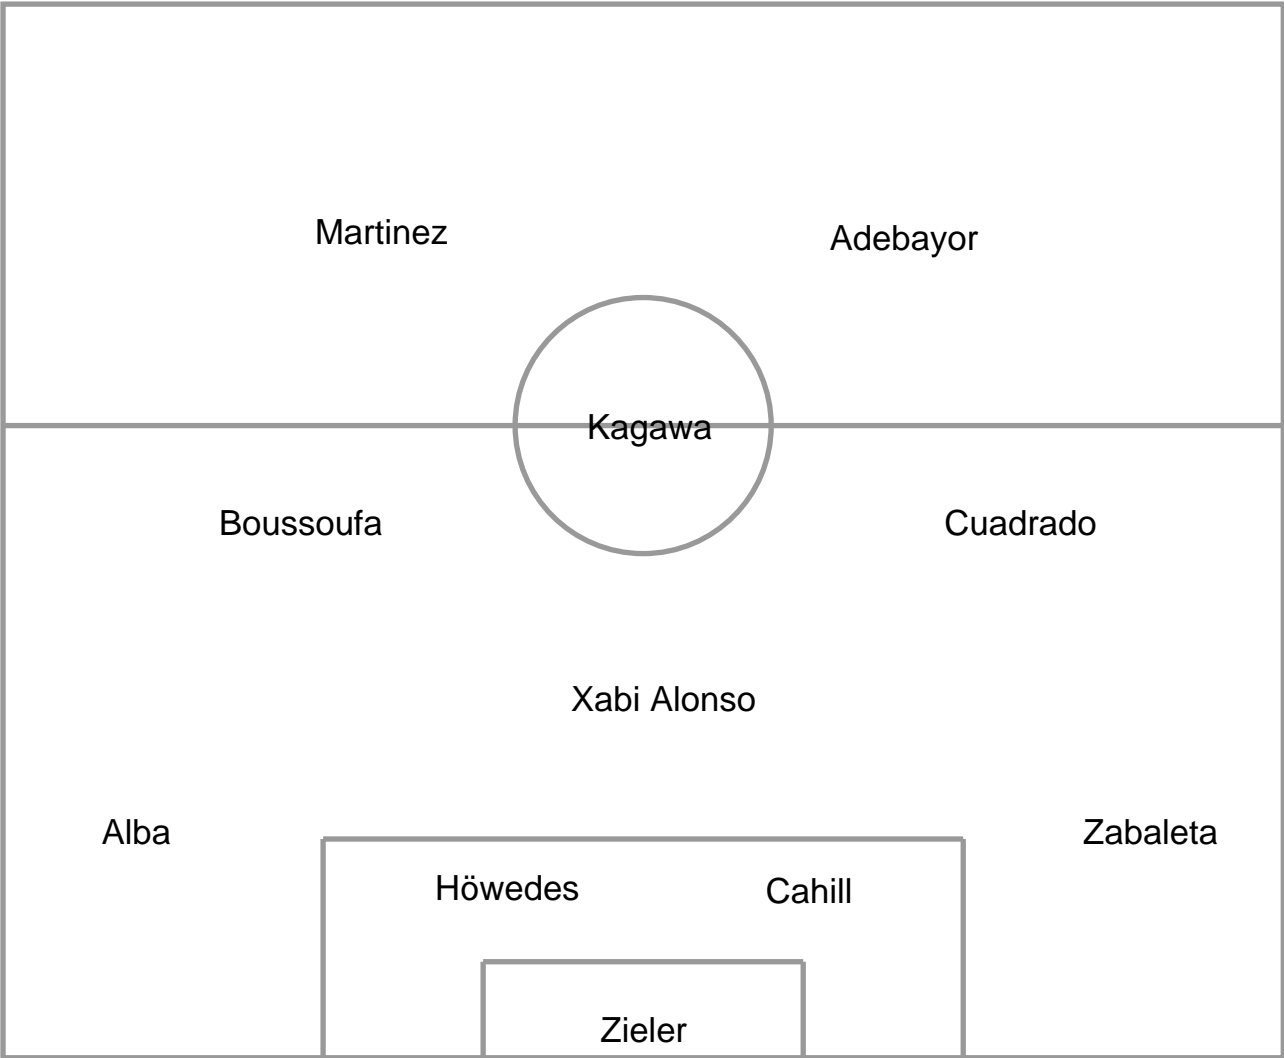 Martinez
Adebayor
Kagawa
Boussoufa
Cuadrado
Xabi Alonso
Alba
Zabaleta
Höwedes
Cahill
Zieler